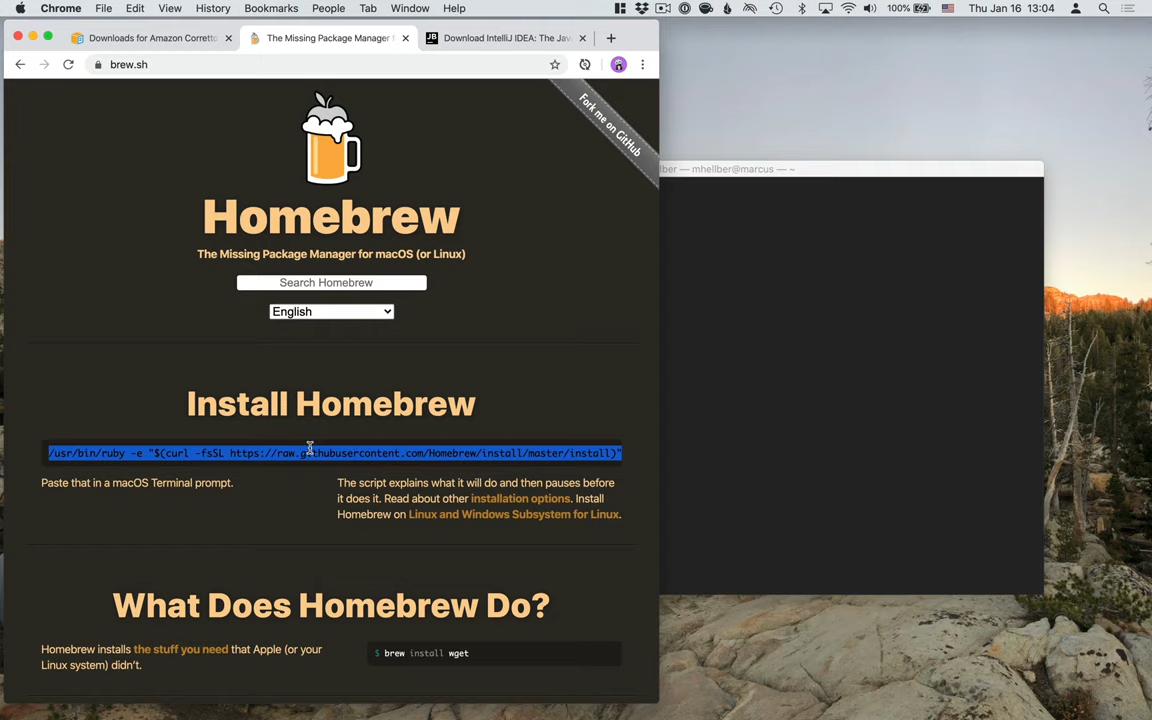 Chrome File Edit View History Bookmarks People Tab Window Help 100% Thu Jan 16 13:04
Downloads for Amazon Corretto
The Missing Package Manager f
Download IntelliJ IDEA: The Jav
brew.sh
Fork me on GitHub
lber — mhellber@marcus — ~
Homebrew
The Missing Package Manager for macOS (or Linux)
Search Homebrew
English
Install Homebrew
/usr/bin/ruby -e "$(curl -fsSL https://raw.githubusercontent.com/Homebrew/install/master/install)"
Paste that in a macOS Terminal prompt.
The script explains what it will do and then pauses before
it does it. Read about other installation options. Install
Homebrew on Linux and Windows Subsystem for Linux.
What Does Homebrew Do?
Homebrew installs the stuff you need that Apple (or your
Linux system) didn't.
$ brew install wget